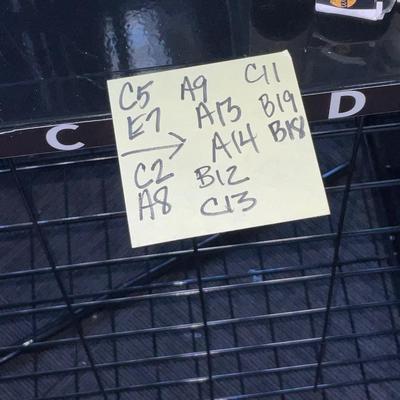 C5 A9 C11
E7 A13 B19
→ A14 B18
C2 B12
A8 C13
C D